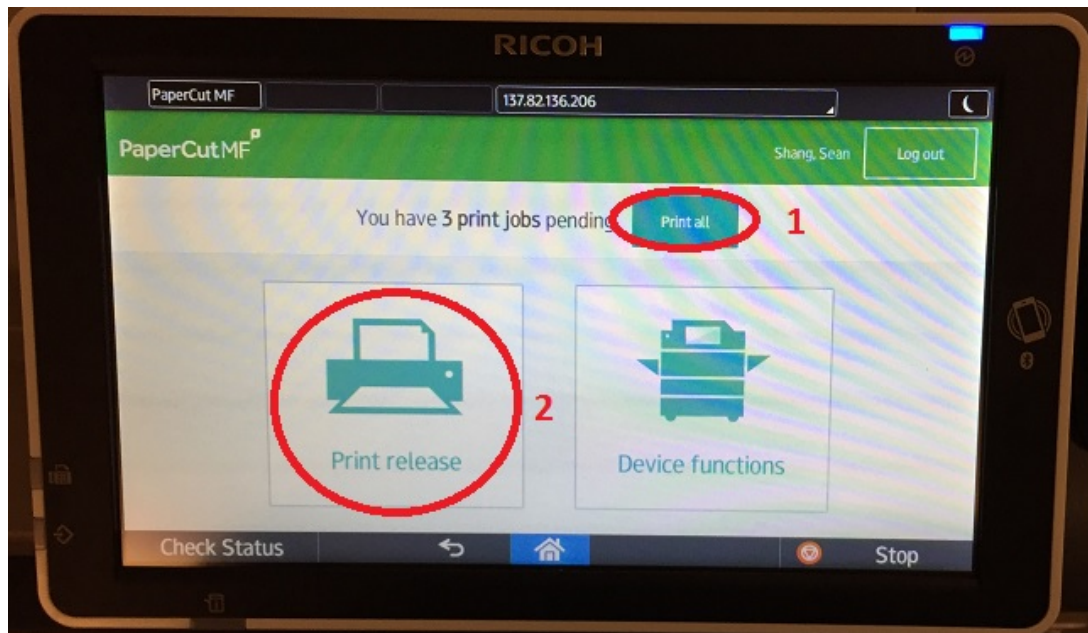 RICOH
PaperCut MF
137.82.136.206
PaperCutMF
Shang, Sean
Log out
You have 3 print jobs pending
Print all
1
2
Print release
Device functions
Check Status
Stop